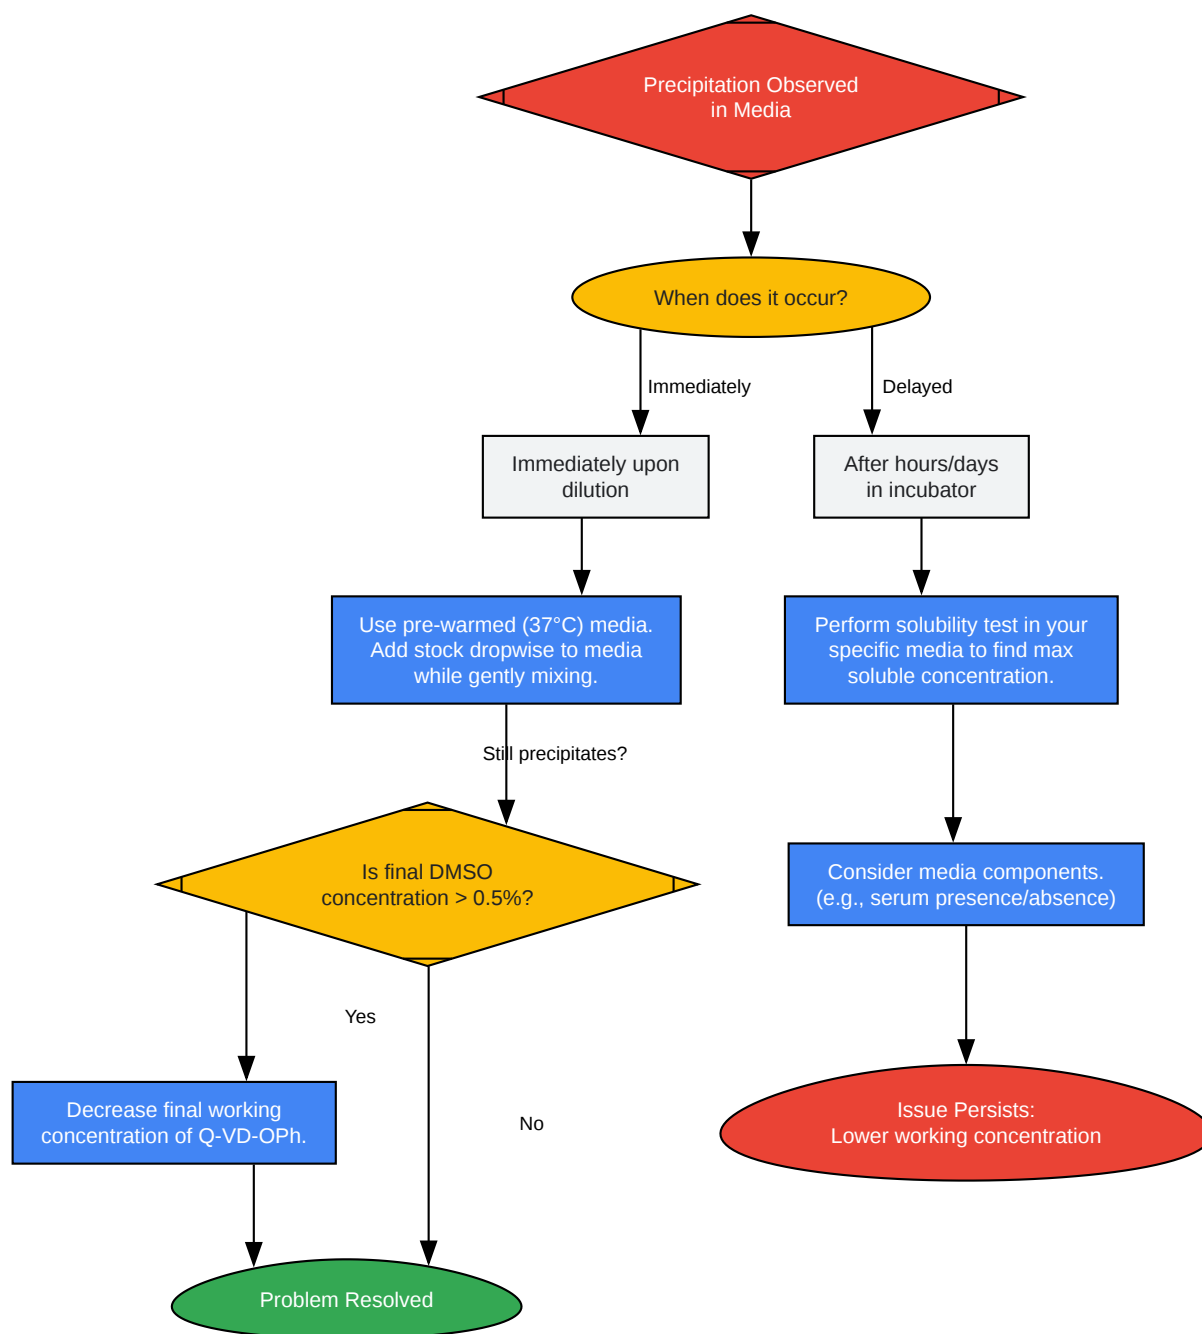 Precipitation Observed
in Media
When does it occur?
Immediately
Delayed
Immediately upon
dilution
After hours/days
in incubator
Use pre-warmed (37°C) media.
Add stock dropwise to media
while gently mixing.
Perform solubility test in your
specific media to find max
soluble concentration.
Still precipitates?
Is final DMSO
concentration > 0.5%?
Consider media components.
(e.g., serum presence/absence)
Yes
Decrease final working
concentration of Q-VD-OPh.
No
Issue Persists:
Lower working concentration
Problem Resolved